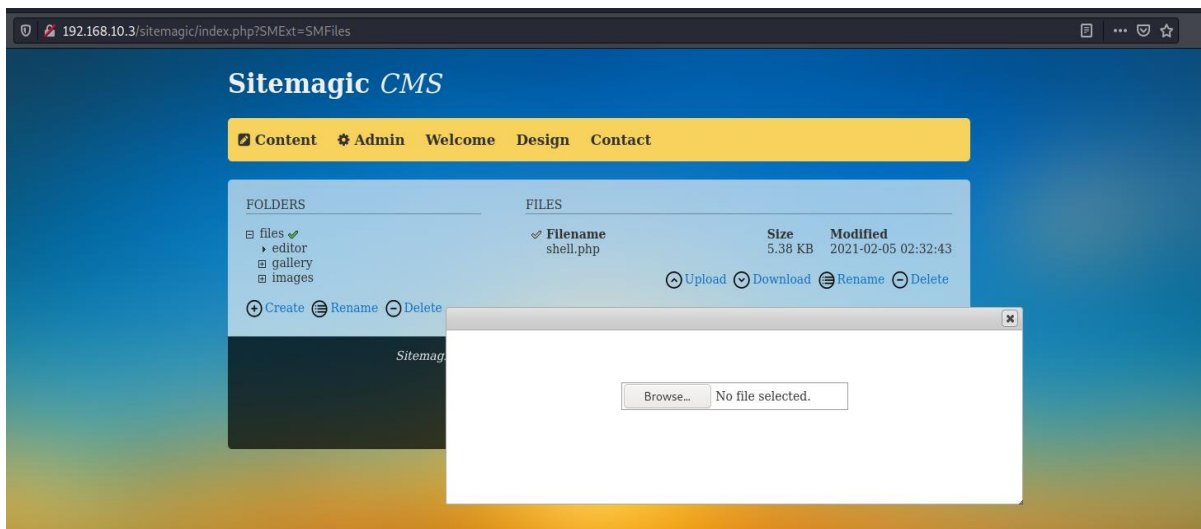 192.168.10.3/sitemagic/index.php?SMExt=SMFiles
Sitemagic CMS
Content Admin Welcome Design Contact
FOLDERS
files
editor
gallery
images
Create Rename Delete
FILES
Filename Size Modified
shell.php 5.38 KB 2021-02-05 02:32:43
Upload Download Rename Delete
Browse... No file selected.